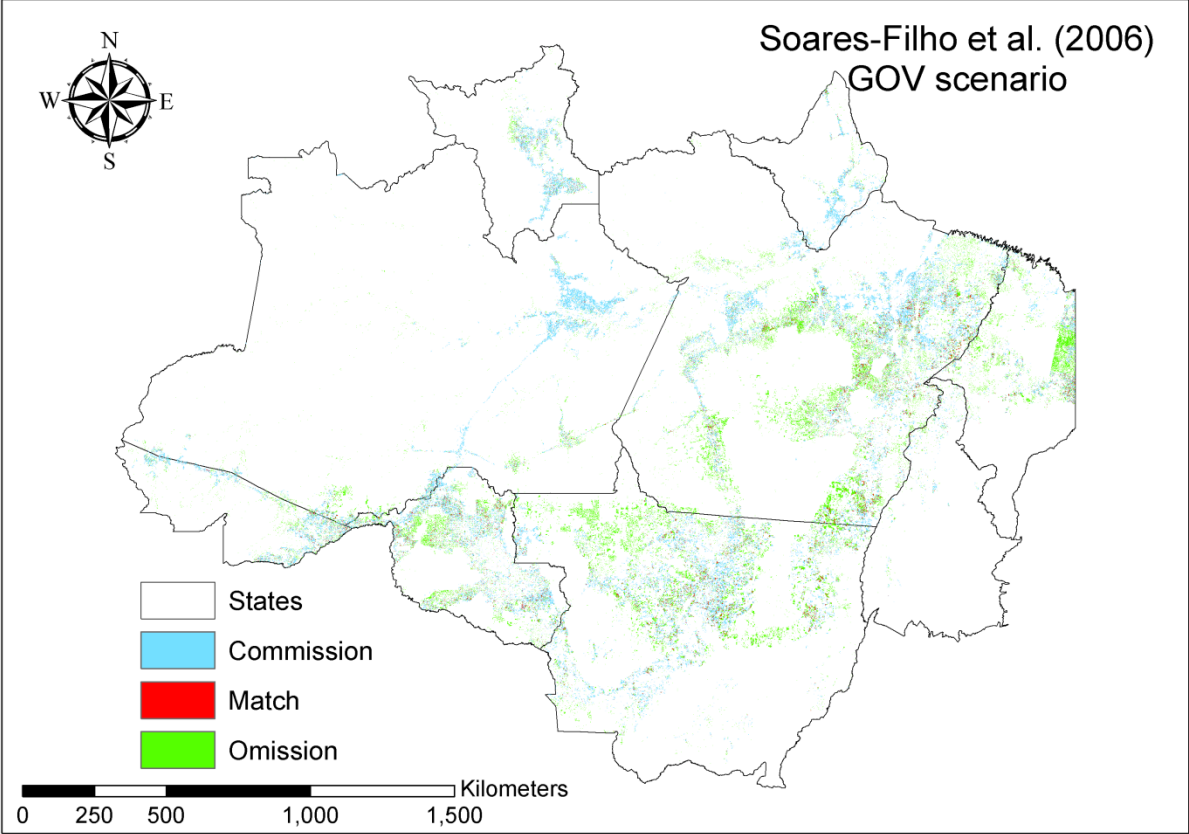 Soares-Filho et al. (2006)
GOV scenario
N
W
E
S
States
Commission
Match
Omission
Kilometers
0 250 500 1,000 1,500